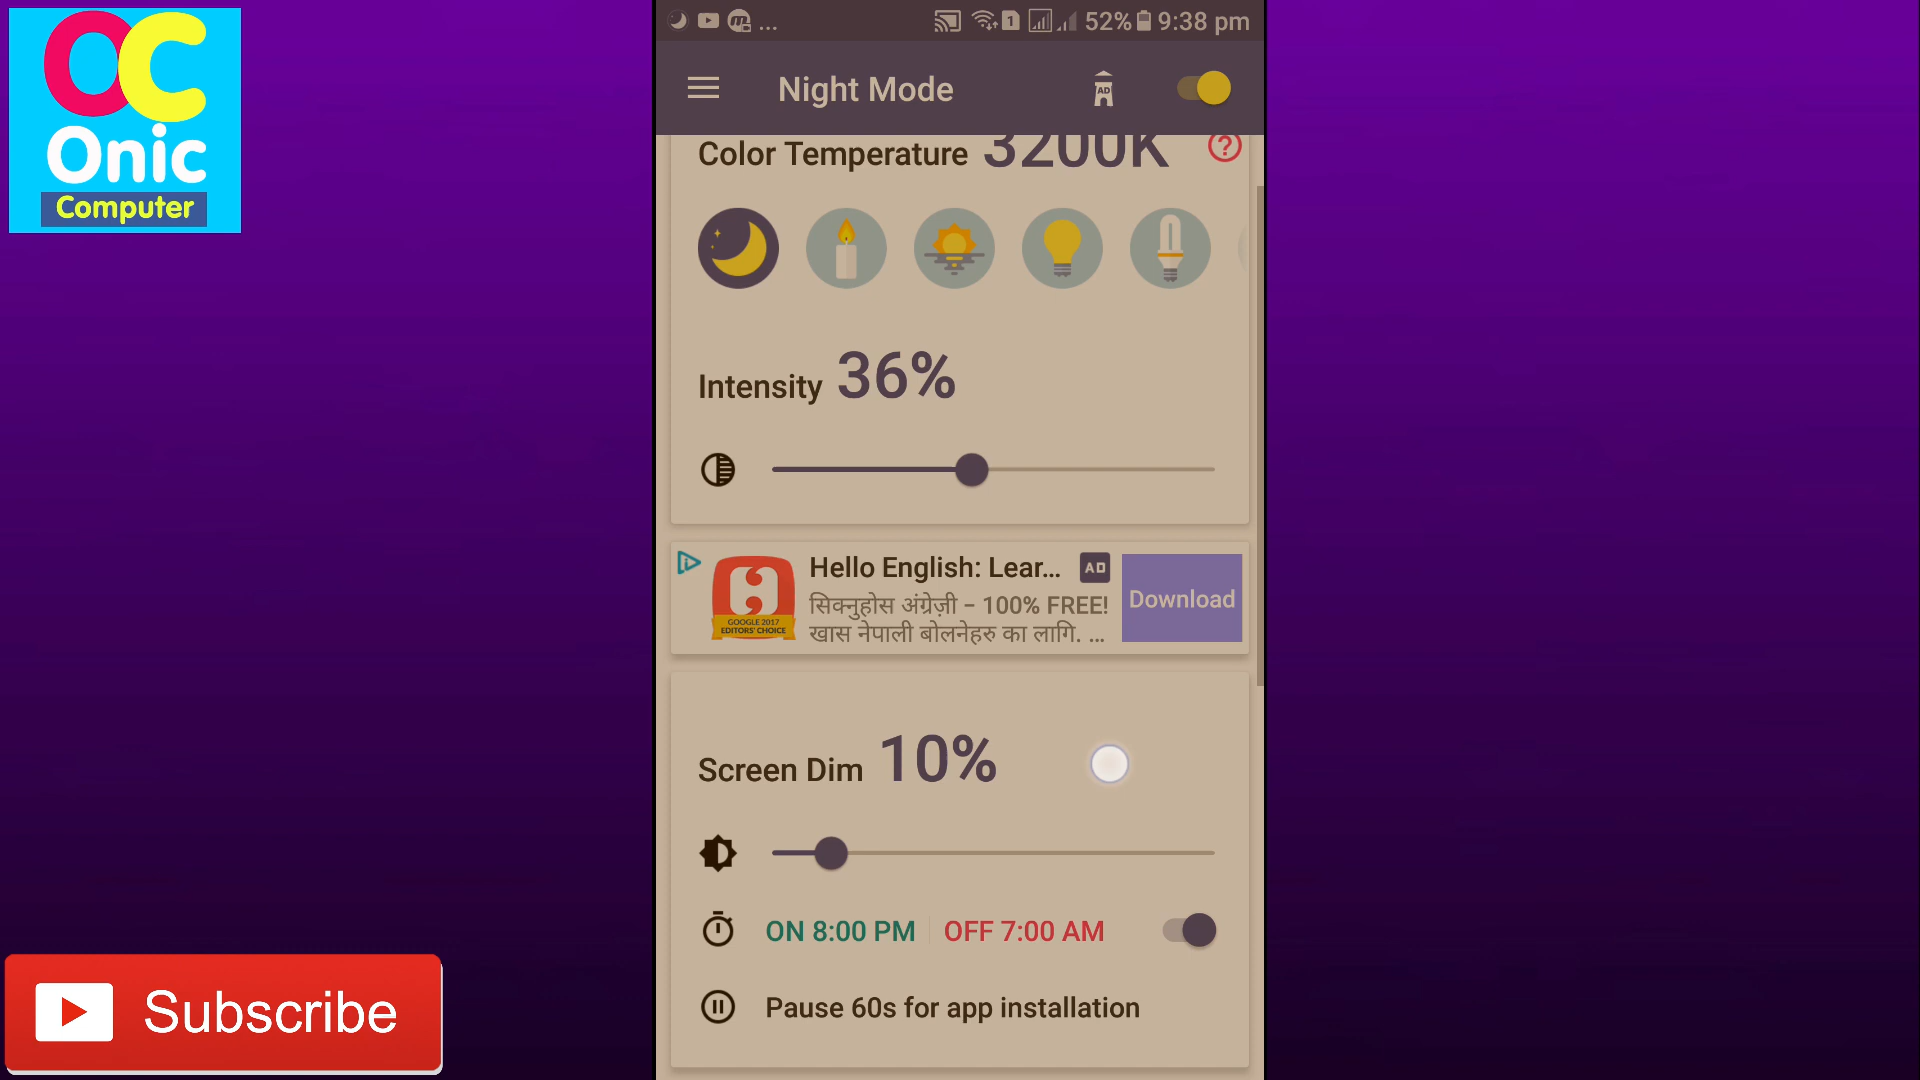 OC
Onic
Computer
... 1 52% 9:38 pm
Night Mode AD
Color Temperature 3200K ?
Intensity 36%
Hello English: Lear... AD
सिक्नुहोस अंग्रेज़ी – 100% FREE!
खास नेपाली बोलनेहरु का लागि. ...
Download
GOOGLE 2017
EDITORS' CHOICE
Screen Dim 10%
ON 8:00 PM OFF 7:00 AM
Pause 60s for app installation
Subscribe